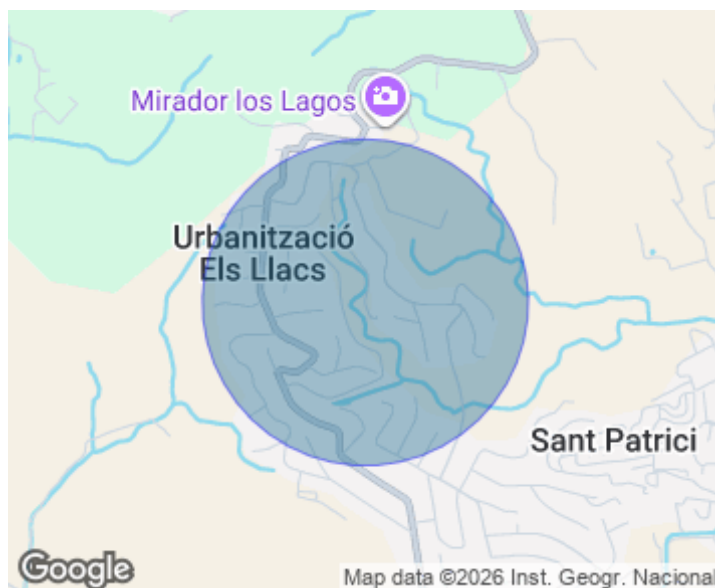 Mirador los Lagos
Urbanització
Els Llacs
Sant Patrici
Google
Map data ©2026 Inst. Geogr. Nacional